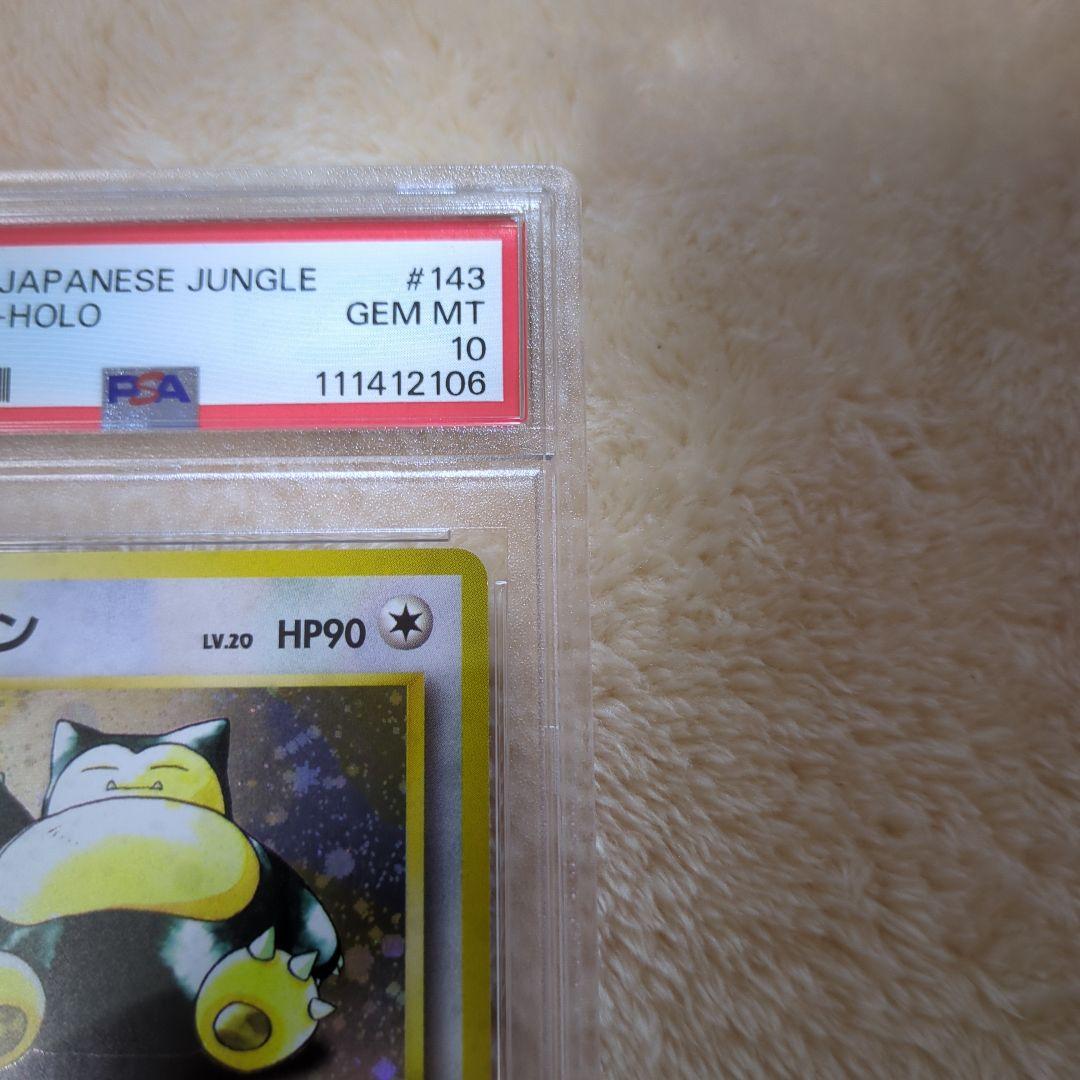 JAPANESE JUNGLE #143
-HOLO GEM MT
10
PSA 111412106
ン LV.20 HP90